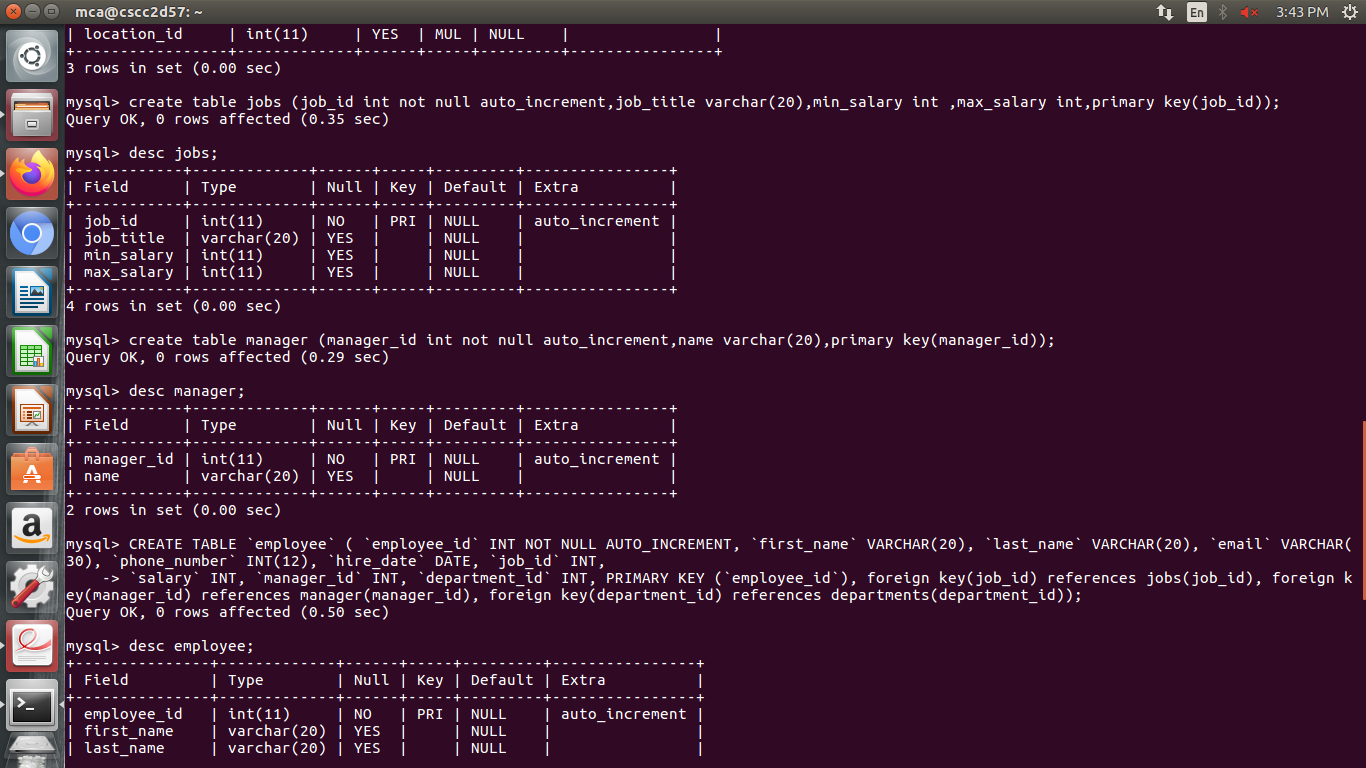 mca@cscc2d57: ~
En
3:43 PM
| location_id     | int(11)     | YES  | MUL | NULL    |                |
+-----------------+-------------+------+-----+---------+----------------+
3 rows in set (0.00 sec)
mysql> create table jobs (job_id int not null auto_increment,job_title varchar(20),min_salary int ,max_salary int,primary key(job_id));
Query OK, 0 rows affected (0.35 sec)
mysql> desc jobs;
+------------+-------------+------+-----+---------+----------------+
| Field      | Type        | Null | Key | Default | Extra          |
+------------+-------------+------+-----+---------+----------------+
| job_id     | int(11)     | NO   | PRI | NULL    | auto_increment |
| job_title  | varchar(20) | YES  |     | NULL    |                |
| min_salary | int(11)     | YES  |     | NULL    |                |
| max_salary | int(11)     | YES  |     | NULL    |                |
+------------+-------------+------+-----+---------+----------------+
4 rows in set (0.00 sec)
mysql> create table manager (manager_id int not null auto_increment,name varchar(20),primary key(manager_id));
Query OK, 0 rows affected (0.29 sec)
mysql> desc manager;
+------------+-------------+------+-----+---------+----------------+
| Field      | Type        | Null | Key | Default | Extra          |
+------------+-------------+------+-----+---------+----------------+
| manager_id | int(11)     | NO   | PRI | NULL    | auto_increment |
| name       | varchar(20) | YES  |     | NULL    |                |
+------------+-------------+------+-----+---------+----------------+
2 rows in set (0.00 sec)
mysql> CREATE TABLE `employee` ( `employee_id` INT NOT NULL AUTO_INCREMENT, `first_name` VARCHAR(20), `last_name` VARCHAR(20), `email` VARCHAR(
30), `phone_number` INT(12), `hire_date` DATE, `job_id` INT,
    -> `salary` INT, `manager_id` INT, `department_id` INT, PRIMARY KEY (`employee_id`), foreign key(job_id) references jobs(job_id), foreign k
ey(manager_id) references manager(manager_id), foreign key(department_id) references departments(department_id));
Query OK, 0 rows affected (0.50 sec)
mysql> desc employee;
+---------------+-------------+------+-----+---------+----------------+
| Field         | Type        | Null | Key | Default | Extra          |
+---------------+-------------+------+-----+---------+----------------+
| employee_id   | int(11)     | NO   | PRI | NULL    | auto_increment |
| first_name    | varchar(20) | YES  |     | NULL    |                |
| last_name     | varchar(20) | YES  |     | NULL    |                |